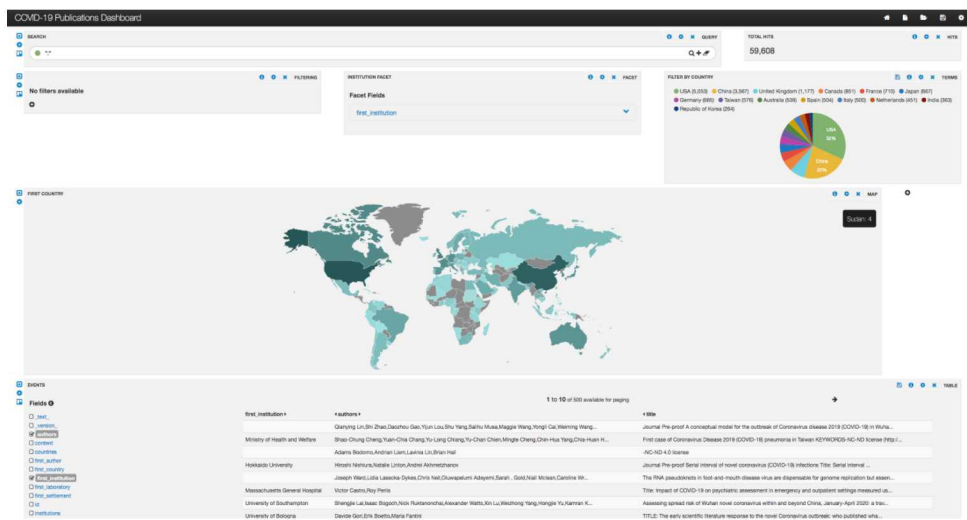 COVID-19 Publications Dashboard
SEARCH
QUERY
*:*
TOTAL HITS
HITS
59,608
No filters available
FILTERING
INSTITUTION FACET
FACET
Facet Fields
first_institution
FILTER BY COUNTRY
TERMS
USA (5,053) China (3,567) United Kingdom (1,177) Canada (851) France (710) Japan (667)
Germany (665) Taiwan (576) Australia (539) Spain (504) Italy (500) Netherlands (451) India (363)
Republic of Korea (264)
USA
32%
China
FIRST COUNTRY
MAP
Sudan: 4
EVENTS
TABLE
Fields
1 to 10 of 500 available for paging
_text_
_version_
authors
context
countries
first_author
first_country
first_institution
first_laboratory
first_settlement
id
institutions
first_institution
authors
title
Qianying Lin,Shi Zhao,Daozhou Gao,Yijun Lou,Shu Yang,Salihu Musa,Maggie Wang,Yongli Cai,Weiming Wang...
Journal Pre-proof A conceptual model for the outbreak of Coronavirus disease 2019 (COVID-19) in Wuha...
Ministry of Health and Welfare
Shao-Chung Cheng,Yuan-Chia Chang,Yu-Long Chiang,Yu-Chan Chien,Mingte Cheng,Chin-Hua Yang,Chia-Huan H...
First case of Coronavirus Disease 2019 (COVID-19) pneumonia in Taiwan KEYWORDS-NC-ND license (http:/...
Adams Bodomo,Andrian Liem,Lavinia Lin,Brian Hall
-NC-ND 4.0 license
Hokkaido University
Hiroshi Nishiura,Natalie Linton,Andrei Akhmetzhanov
Journal Pre-proof Serial interval of novel coronavirus (COVID-19) infections Title: Serial interval ...
Joseph Ward,Lidia Lasecka-Dykes,Chris Neil,Oluwapelumi Adeyemi,Sarah . Gold,Niall Mclean,Caroline Wr...
The RNA pseudoknots in foot-and-mouth disease virus are dispensable for genome replication but essen...
Massachusetts General Hospital
Victor Castro,Roy Perlis
Title: Impact of COVID-19 on psychiatric assessment in emergency and outpatient settings measured us...
University of Southampton
Shengjie Lai,Isaac Bogoch,Nick Ruktanonchai,Alexander Watts,Xin Lu,Weizhong Yang,Hongjie Yu,Kamran K...
Assessing spread risk of Wuhan novel coronavirus within and beyond China, January-April 2020: a trav...
University of Bologna
Davide Gori,Erik Boetto,Maria Fantini
TITLE: The early scientific literature response to the novel Coronavirus outbreak: who published wha...